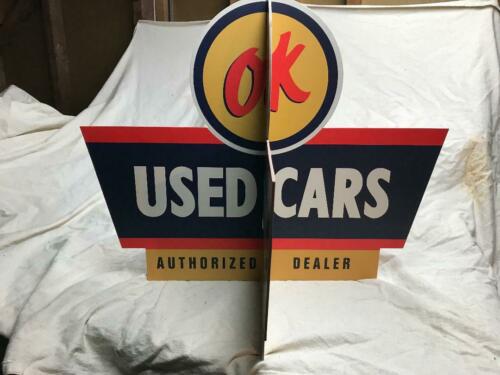 OK
USED CARS
AUTHORIZED DEALER